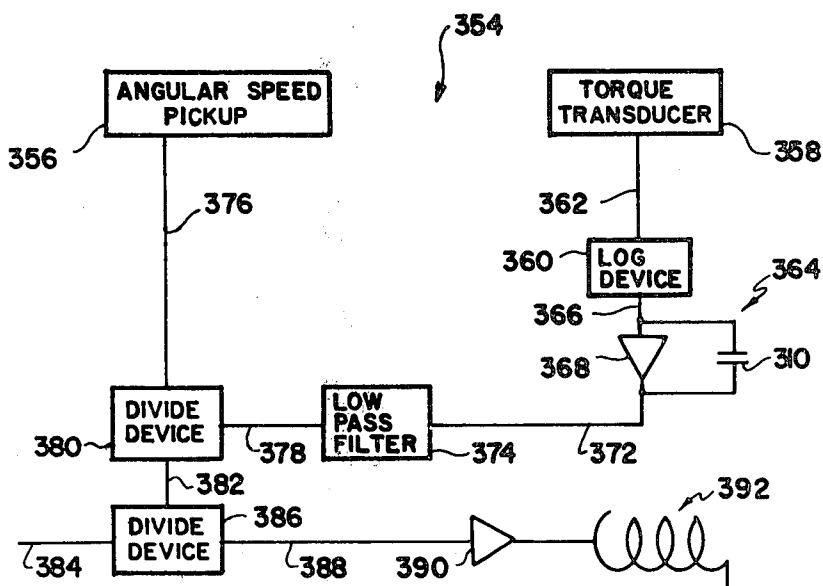 354
ANGULAR SPEED
PICKUP
TORQUE
TRANSDUCER
356
358
376
362
360
LOG
DEVICE
364
366
368
310
DIVIDE
DEVICE
LOW
PASS
FILTER
380
378
374
372
382
DIVIDE
DEVICE
386
392
384
388
390